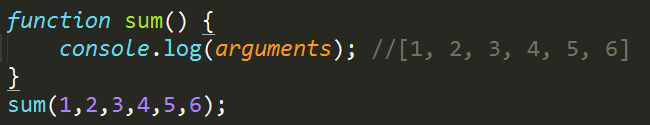 function sum() {
    console.log(arguments); //[1, 2, 3, 4, 5, 6]
}
sum(1,2,3,4,5,6);